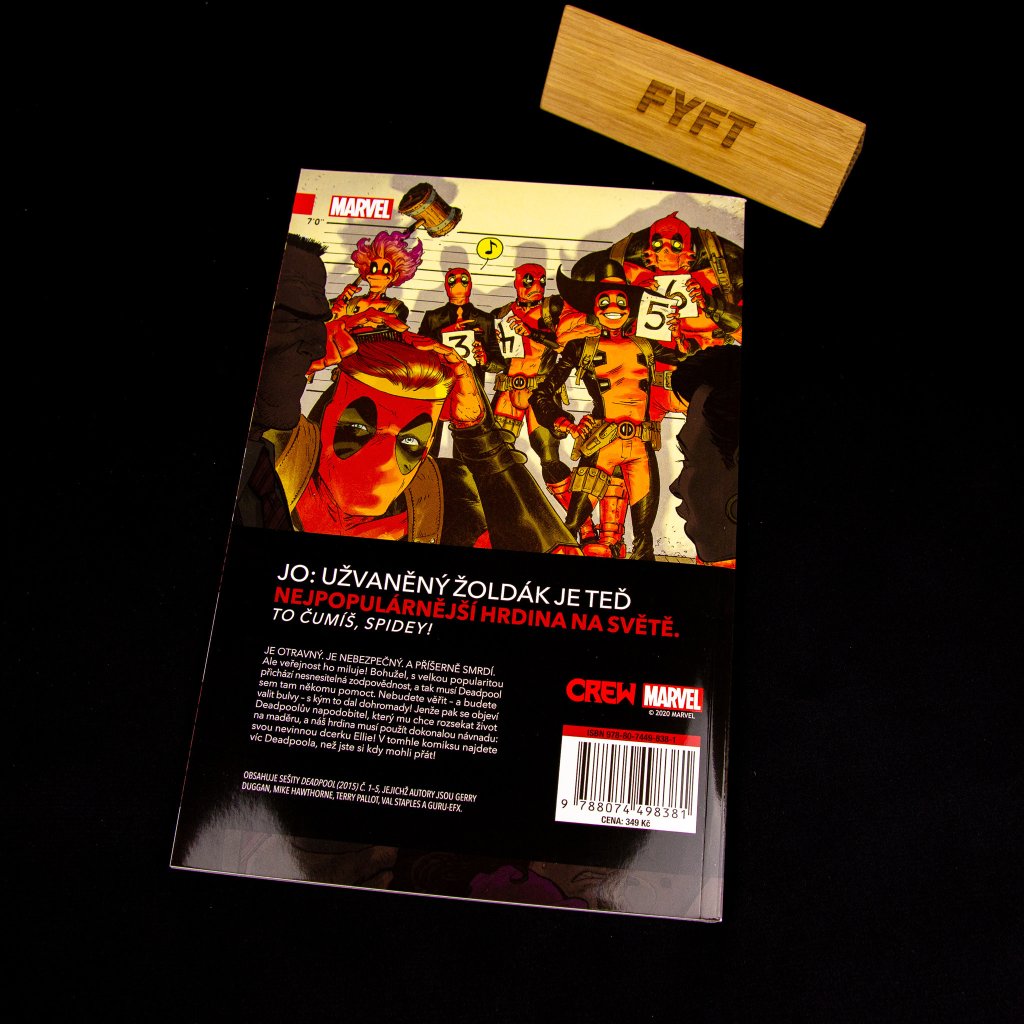 FYFT
MARVEL
7'0"
3
4
5
6
JO: UŽVANĚNÝ ŽOLDÁK JE TEĎ
NEJPOPULÁRNĚJŠÍ HRDINA NA SVĚTĚ.
TO ČUMÍŠ, SPIDEY!
JE OTRAVNÝ. JE NEBEZPEČNÝ. A PŘÍŠERNĚ SMRDÍ.
Ale veřejnost ho miluje! Bohužel, s velkou popularitou
přichází nesnesitelná zodpovědnost, a tak musí Deadpool
sem tam někomu pomoct. Nebudete věřit – a budete
valit bulvy – s kým to dal dohromady! Jenže pak se objeví
Deadpoolův napodobitel, který mu chce rozsekat život
na maděru, a náš hrdina musí použít dokonalou návnadu:
svou nevinnou dcerku Ellie! V tomhle komiksu najdete
víc Deadpoola, než jste si kdy mohli přát!
OBSAHUJE SEŠITY DEADPOOL (2015) Č. 1–5, JEJICHŽ AUTORY JSOU GERRY
DUGGAN, MIKE HAWTHORNE, TERRY PALLOT, VAL STAPLES A GURU-EFX.
CREW MARVEL
© 2020 MARVEL
ISBN 978-80-7449-838-1
9 788074 498381
CENA: 349 Kč